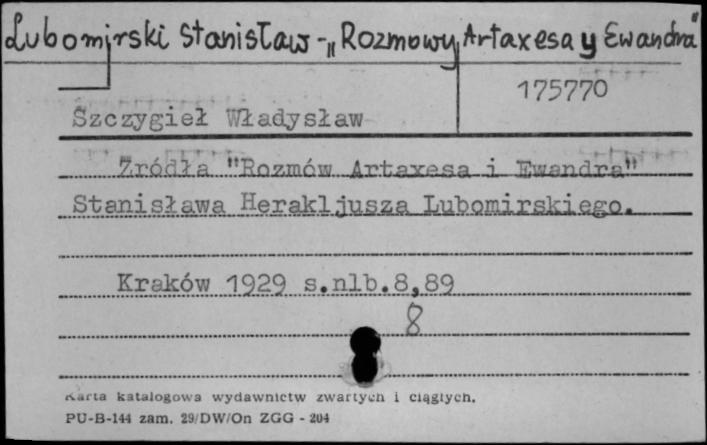 Lubomirski Stanisław - „Rozmowy Artaxesa y Ewandra"
175770
Szczygieł Władysław
Źródła "Rozmów Artaxesa i Ewandra"
Stanisława Herakljusza Lubomirskiego.
Kraków 1929 s.nlb.8,89
8
Karta katalogowa wydawnictw zwartych i ciągłych.
PU-B-144 zam. 29/DW/On ZGG - 204